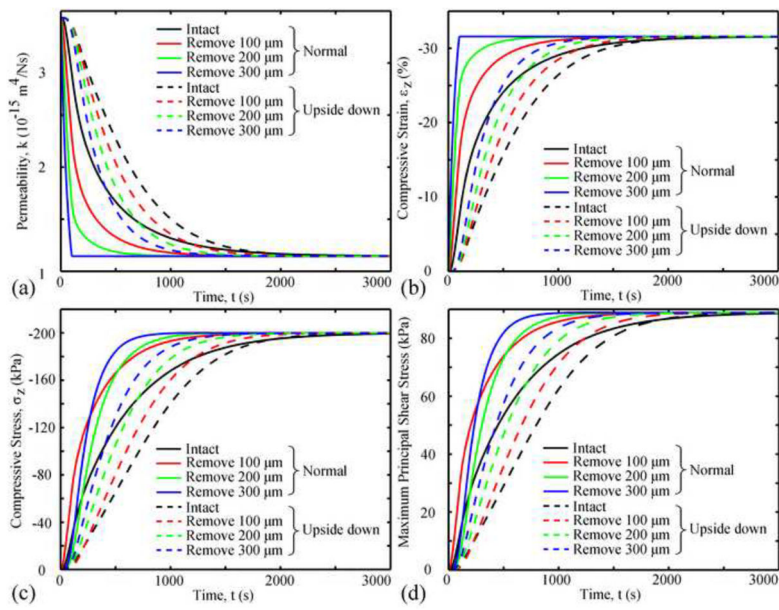 Permeability, k (10⁻¹⁵ m⁴/Ns)
3
2
1
Intact
Remove 100 µm
Remove 200 µm
Remove 300 µm
Normal
Intact
Remove 100 µm
Remove 200 µm
Remove 300 µm
Upside down
0 500 1000 1500 2000 3000
Time, t (s)
(a)
Compressive Strain, εz (%)
-30
-20
-10
0
Intact
Remove 100 µm
Remove 200 µm
Remove 300 µm
Normal
Intact
Remove 100 µm
Remove 200 µm
Remove 300 µm
Upside down
0 500 1000 1500 2000 3000
Time, t (s)
(b)
Compressive Stress, σz (kPa)
-200
-160
-120
-80
-40
0
Intact
Remove 100 µm
Remove 200 µm
Remove 300 µm
Normal
Intact
Remove 100 µm
Remove 200 µm
Remove 300 µm
Upside down
0 1000 2000 3000
Time, t (s)
(c)
Maximum Principal Shear Stress (kPa)
80
60
40
20
0
Intact
Remove 100 µm
Remove 200 µm
Remove 300 µm
Normal
Intact
Remove 100 µm
Remove 200 µm
Remove 300 µm
Upside down
0 1000 2000 3000
Time, t (s)
(d)